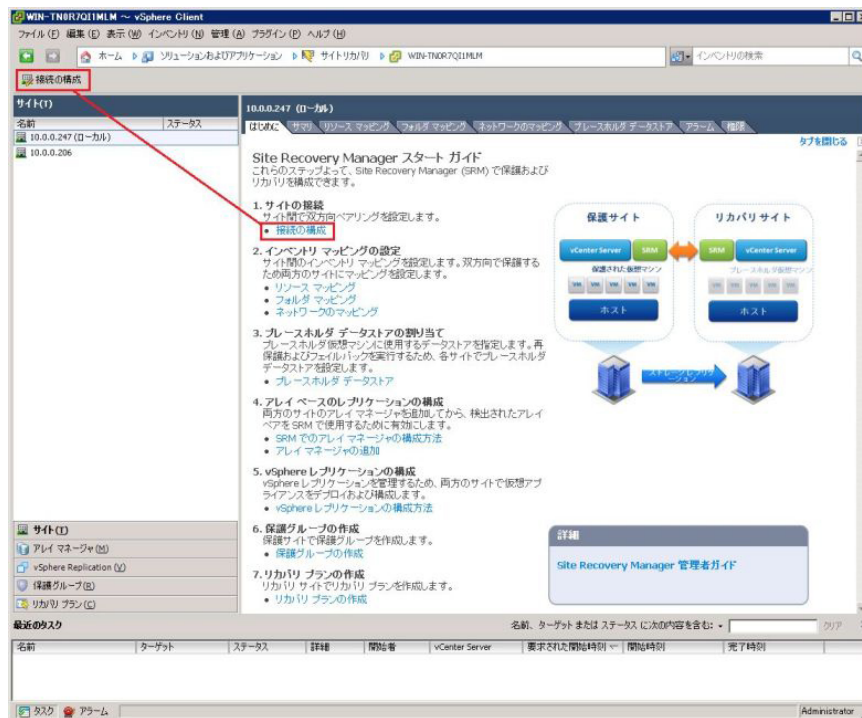 WIN-TN0R7QI1MLM ～ vSphere Client
ファイル(F) 編集(E) 表示(W) インベントリ(N) 管理(A) プラグイン(P) ヘルプ(H)
ホーム ソリューションおよびアプリケーション サイトリカバリ WIN-TN0R7QI1MLM インベントリの検索
接続の構成
サイト(T)
名前 ステータス
10.0.0.247 (ローカル)
10.0.0.206
10.0.0.247 (ローカル)
はじめに サマリ リソース マッピング フォルダ マッピング ネットワークのマッピング プレースホルダ データストア アラーム 権限
タブを閉じる
Site Recovery Manager スタート ガイド
これらのステップよって、Site Recovery Manager (SRM) で保護および
リカバリを構成できます。
1. サイトの接続
サイト間で双方向ペアリングを設定します。
• 接続の構成
2. インベントリ マッピングの設定
サイト間のインベントリ マッピングを設定します。双方向で保護する
ため両方のサイトにマッピングを設定します。
• リソース マッピング
• フォルダ マッピング
• ネットワークのマッピング
3. プレースホルダ データストアの割り当て
プレースホルダ仮想マシンに使用するデータストアを指定します。再
保護およびフェイルバックを実行するため、各サイトでプレースホルダ
データストアを設定します。
• プレースホルダ データストア
4. アレイ ベースのレプリケーションの構成
両方のサイトのアレイ マネージャを追加してから、検出されたアレイ
ペアを SRM で使用するために有効にします。
• SRM でのアレイ マネージャの構成方法
• アレイ マネージャの追加
5. vSphere レプリケーションの構成
vSphere レプリケーションを管理するため、両方のサイトで仮想アプ
ライアンスをデプロイおよび構成します。
• vSphere レプリケーションの構成方法
6. 保護グループの作成
保護サイトで保護グループを作成します。
• 保護グループの作成
7. リカバリ プランの作成
リカバリ サイトでリカバリ プランを作成します。
• リカバリ プランの作成
保護サイト リカバリサイト
vCenter Server SRM SRM vCenter Server
保護された仮想マシン プレースホルダ仮想マシン
VM VM VM VM VM VM VM VM VM VM
ホスト ホスト
ストレージレプリケ
ーション
詳細
Site Recovery Manager 管理者ガイド
サイト(T)
アレイ マネージャ(M)
vSphere Replication (V)
保護グループ(R)
リカバリ プラン(C)
最近のタスク 名前、ターゲット または ステータス に次の内容を含む: クリア
名前 ターゲット ステータス 詳細 開始者 vCenter Server 要求された開始時刻 開始時刻 完了時刻
タスク アラーム Administrator